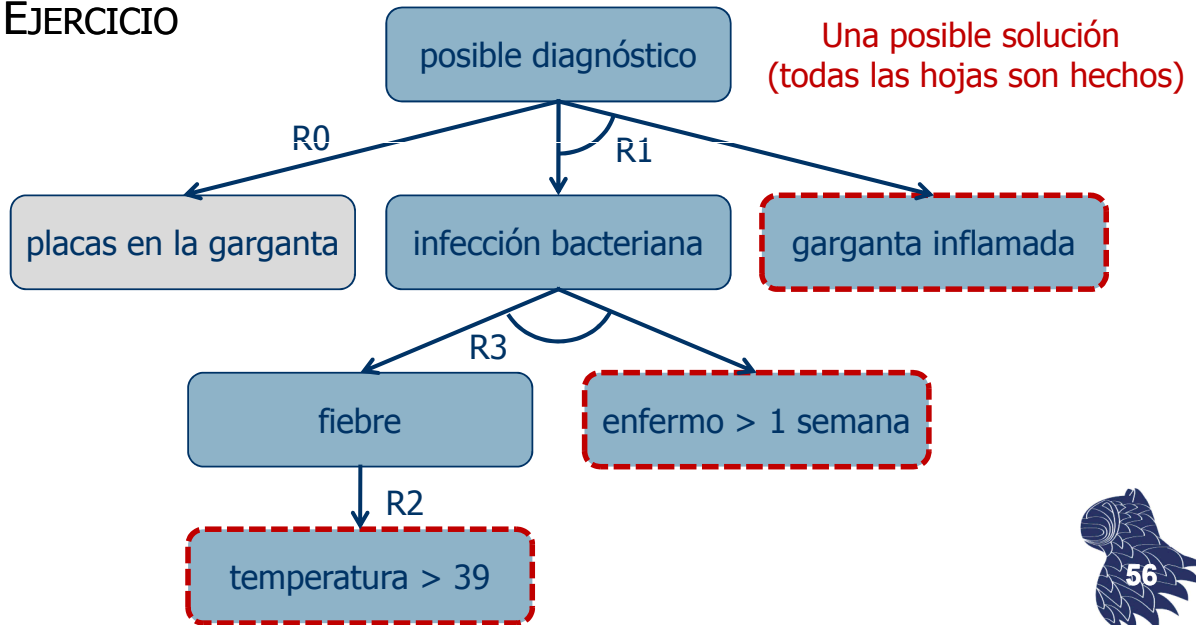 EJERCICIO
posible diagnóstico
Una posible solución
(todas las hojas son hechos)
R0
R1
placas en la garganta
infección bacteriana
garganta inflamada
R3
fiebre
enfermo > 1 semana
R2
temperatura > 39
56